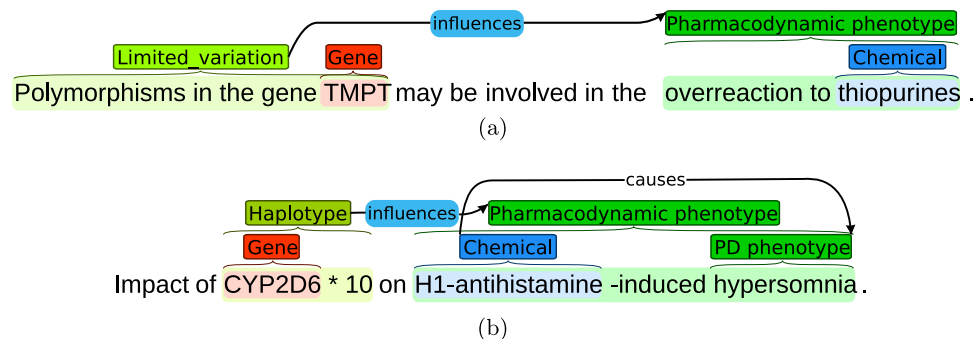 influences
Pharmacodynamic phenotype
Limited_variation Gene Chemical
Polymorphisms in the gene TMPT may be involved in the overreaction to thiopurines .
(a)
causes
Haplotype influences Pharmacodynamic phenotype
Gene Chemical PD phenotype
Impact of CYP2D6 * 10 on H1-antihistamine -induced hypersomnia .
(b)